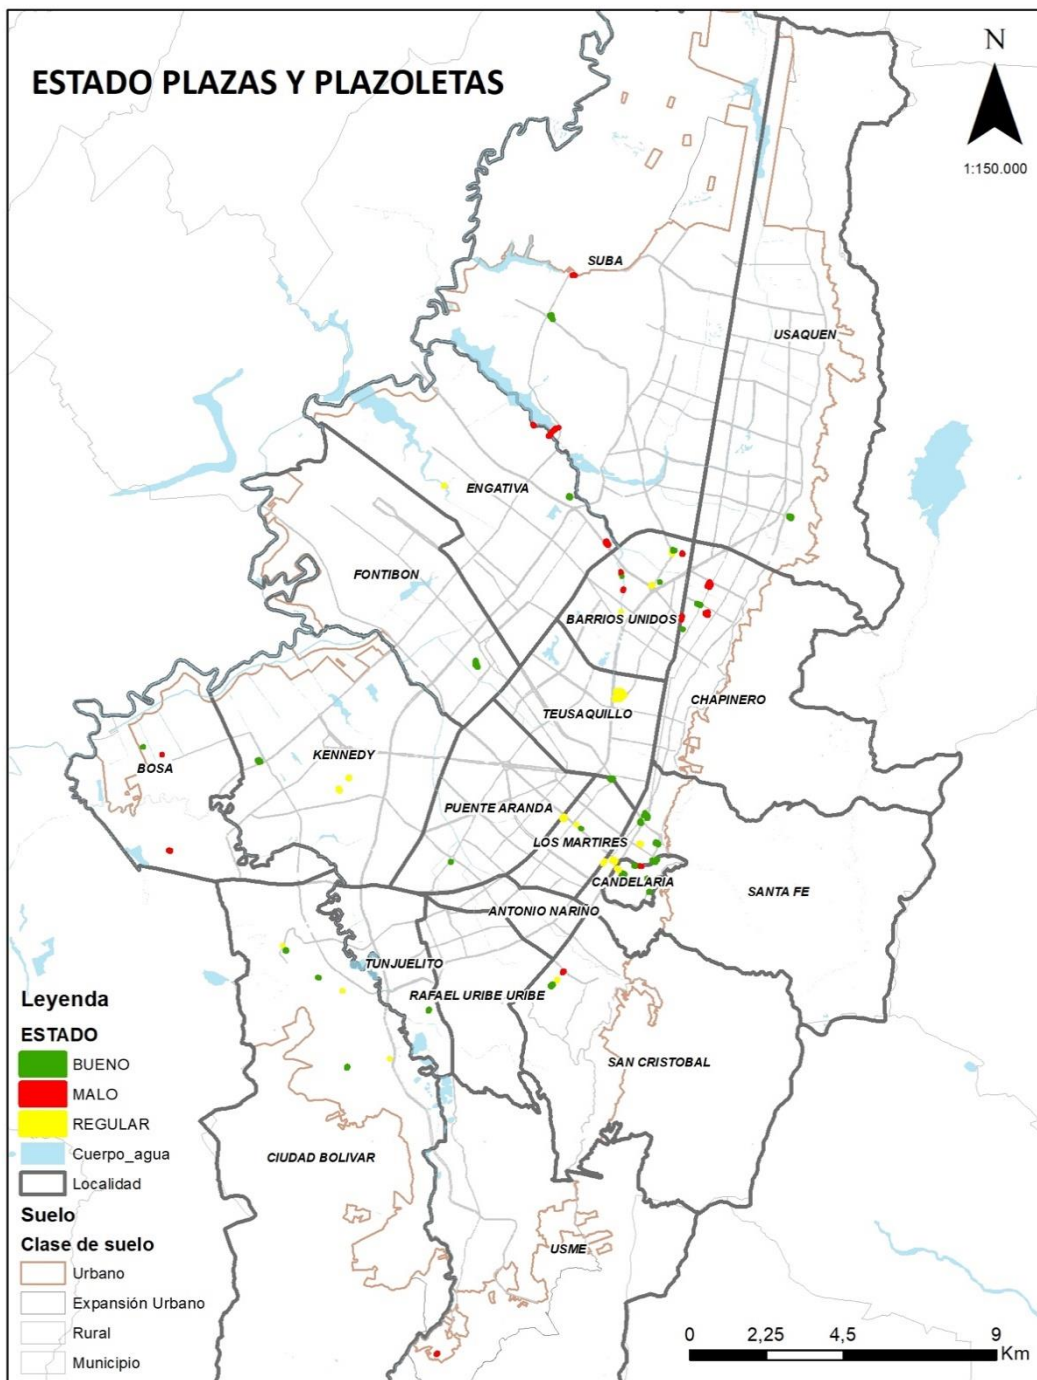 ESTADO PLAZAS Y PLAZOLETAS
N
1:150.000
SUBA
USAQUEN
ENGATIVA
FONTIBON
BARRIOS UNIDOS
CHAPINERO
TEUSAQUILLO
KENNEDY
BOSA
PUENTE ARANDA
LOS MARTIRES
CANDELARIA
SANTA FE
ANTONIO NARIÑO
TUNJUELITO
RAFAEL URIBE URIBE
SAN CRISTOBAL
CIUDAD BOLIVAR
USME
Leyenda
ESTADO
BUENO
MALO
REGULAR
Cuerpo_agua
Localidad
Suelo
Clase de suelo
Urbano
Expansión Urbano
Rural
Municipio
0 2,25 4,5 9
Km